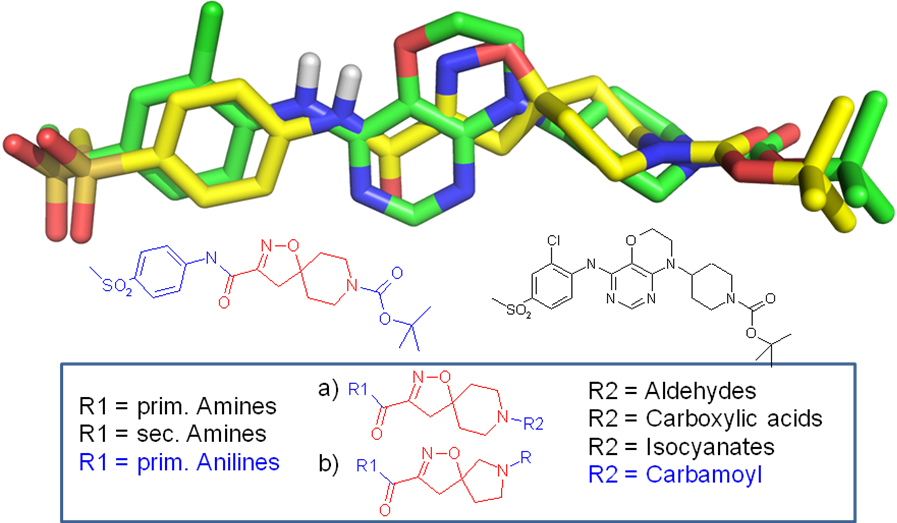 N
O
N
O
N
O
O
SO2
Cl
N
O
N
N
N
N
O
O
SO2
R1 = prim. Amines
R1 = sec. Amines
R1 = prim. Anilines
a)
R1
N
O
O
N
R2
b)
R1
N
O
O
N
R
R2 = Aldehydes
R2 = Carboxylic acids
R2 = Isocyanates
R2 = Carbamoyl